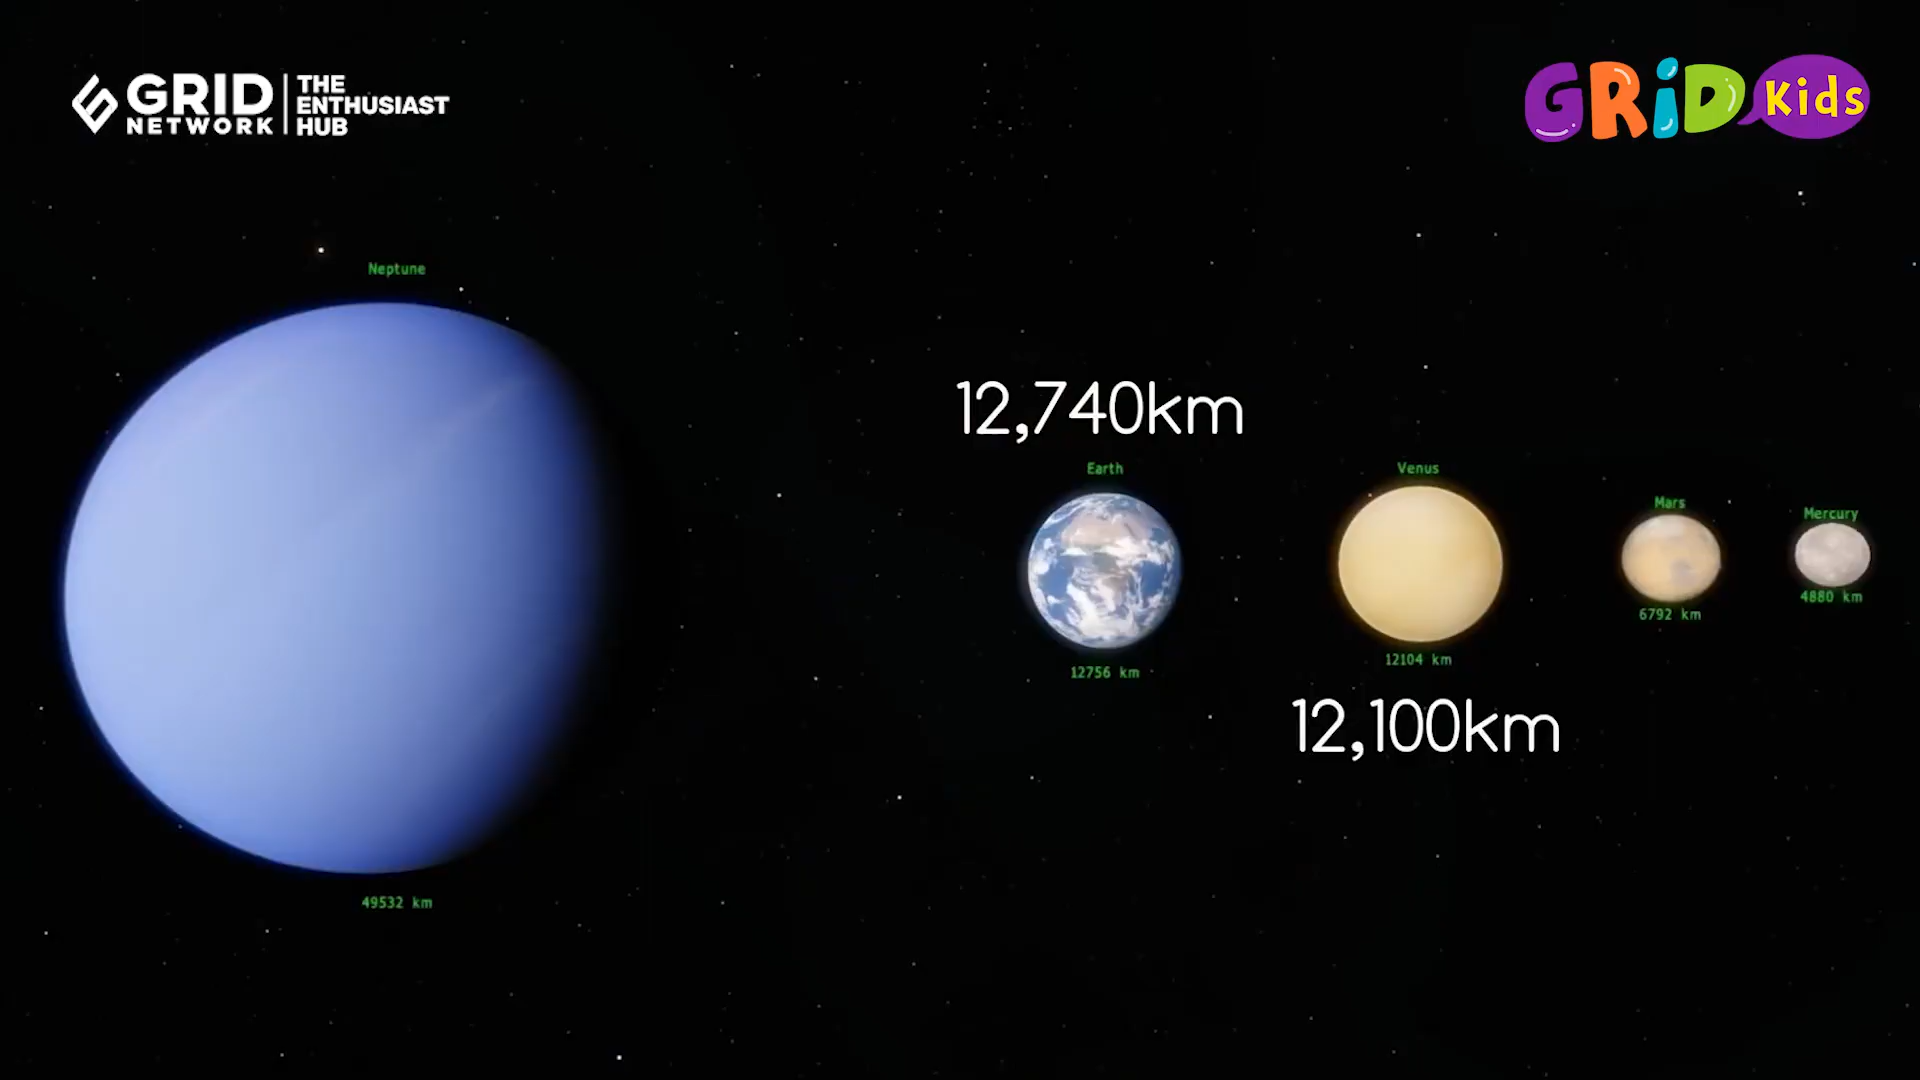 GRID NETWORK
THE
ENTHUSIAST
HUB
GRiD Kids
Neptune
49532 km
12,740km
Earth
12756 km
Venus
12104 km
12,100km
Mars
6792 km
Mercury
4880 km